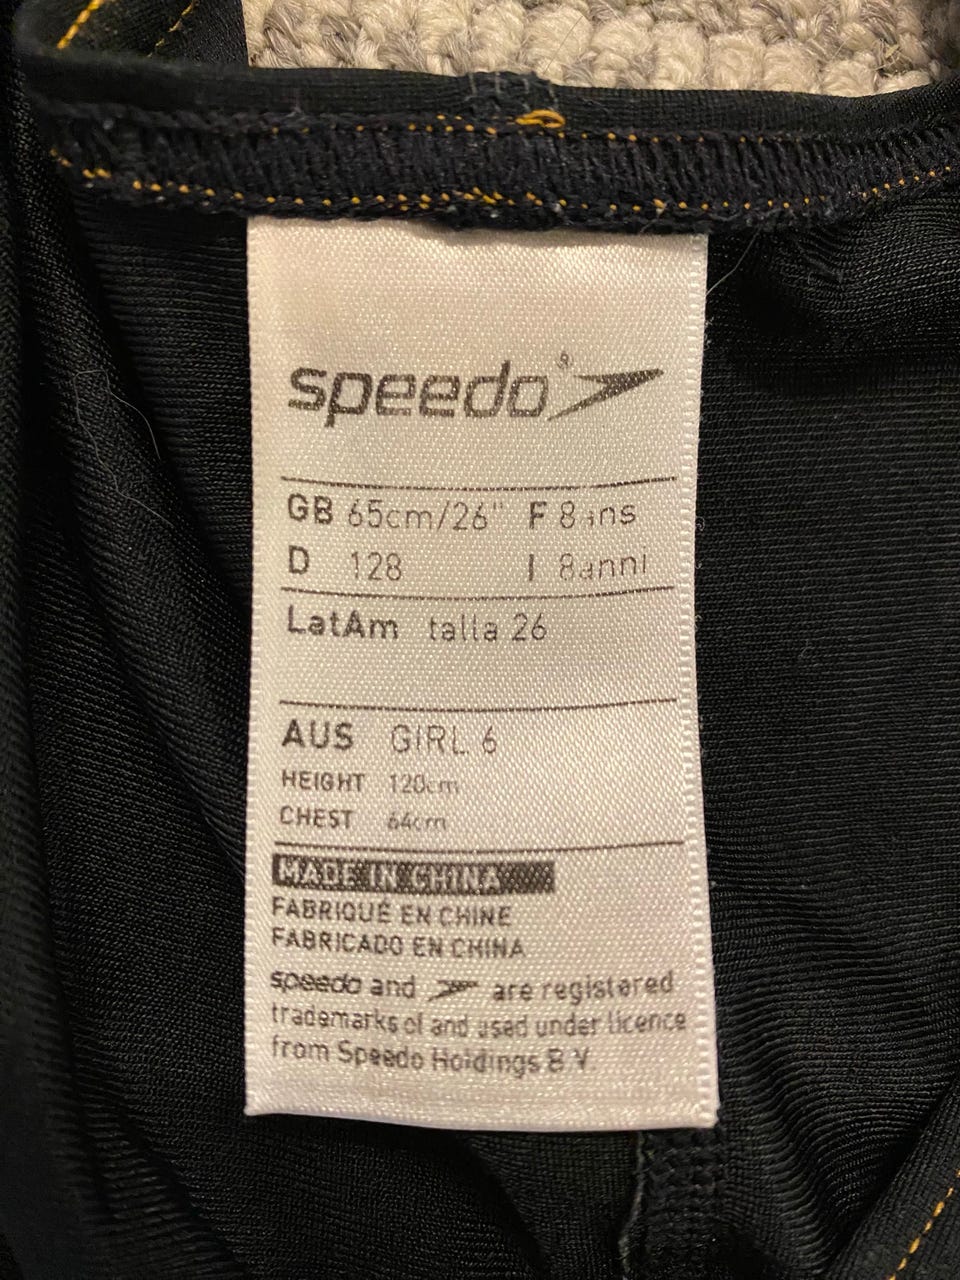 speedo®
GB 65cm/26" F 8ans
D 128 I 8anni
LatAm talla 26
AUS GIRL 6
HEIGHT 120cm
CHEST 64cm
MADE IN CHINA
FABRIQUÉ EN CHINE
FABRICADO EN CHINA
speedo and are registered
trademarks of and used under licence
from Speedo Holdings B.V.